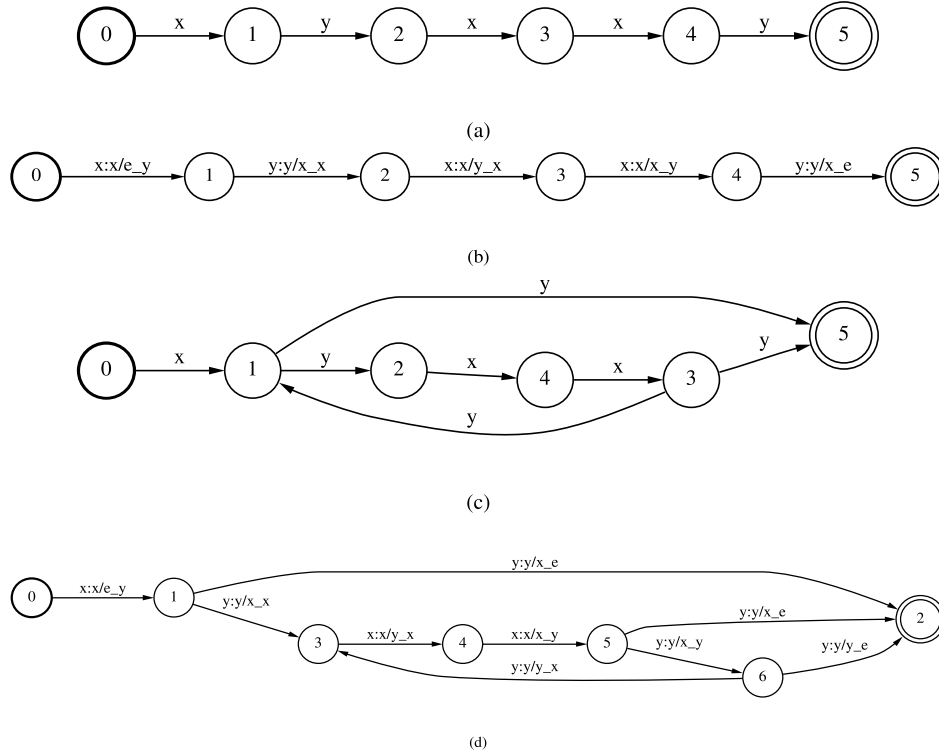 x y x x y
0 1 2 3 4 5
(a)
x:x/e_y y:y/x_x x:x/y_x x:x/x_y y:y/x_e
0 1 2 3 4 5
(b)
y
5
x y x x y
0 1 2 4 3
y
(c)
y:y/x_e
x:x/e_y
0 1 y:y/x_x y:y/x_e 2
x:x/y_x x:x/x_y y:y/x_y y:y/y_e
3 4 5
y:y/y_x 6
(d)